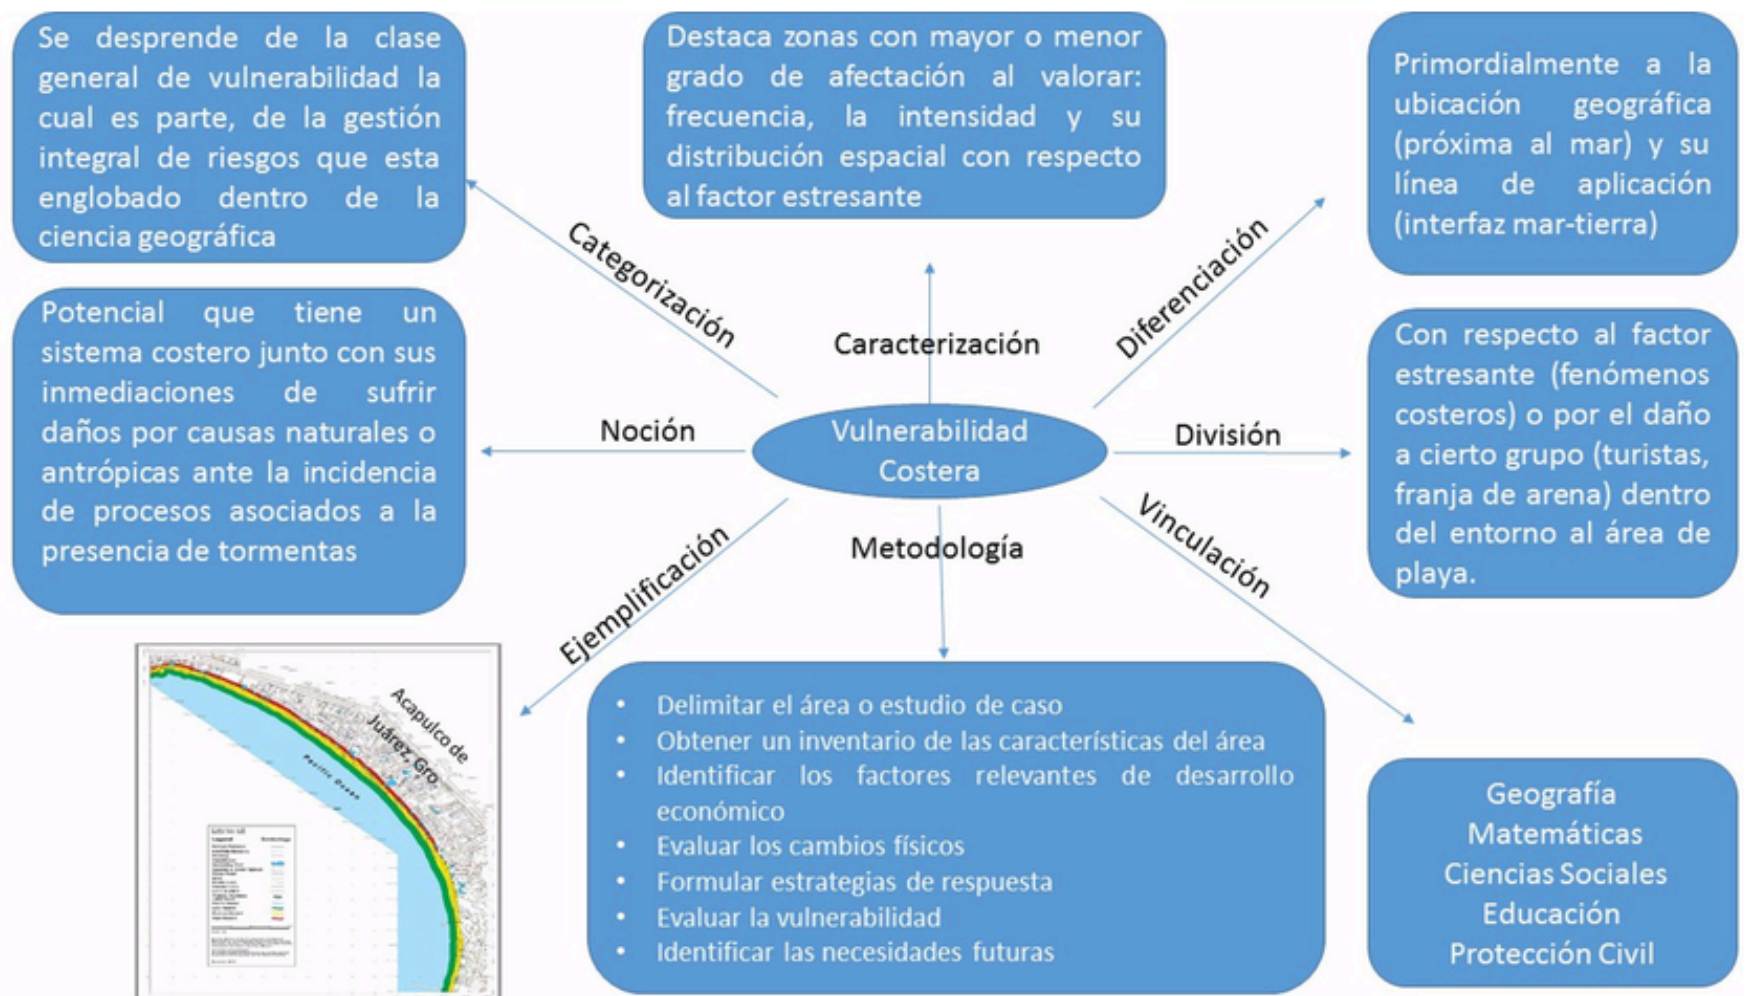 Se desprende de la clase
general de vulnerabilidad la
cual es parte, de la gestión
integral de riesgos que esta
englobado dentro de la
ciencia geográfica
Destaca zonas con mayor o menor
grado de afectación al valorar:
frecuencia, la intensidad y su
distribución espacial con respecto
al factor estresante
Primordialmente a la
ubicación geográfica
(próxima al mar) y su
línea de aplicación
(interfaz mar-tierra)
Categorización
Caracterización
Diferenciación
Potencial que tiene un
sistema costero junto con sus
inmediaciones de sufrir
daños por causas naturales o
antrópicas ante la incidencia
de procesos asociados a la
presencia de tormentas
Noción
Vulnerabilidad
Costera
División
Con respecto al factor
estresante (fenómenos
costeros) o por el daño
a cierto grupo (turistas,
franja de arena) dentro
del entorno al área de
playa.
Ejemplificación
Metodología
Vinculación
Acapulco de
Juárez, Gro.
Pacific Ocean
• Delimitar el área o estudio de caso
• Obtener un inventario de las características del área
• Identificar los factores relevantes de desarrollo
económico
• Evaluar los cambios físicos
• Formular estrategias de respuesta
• Evaluar la vulnerabilidad
• Identificar las necesidades futuras
Geografía
Matemáticas
Ciencias Sociales
Educación
Protección Civil